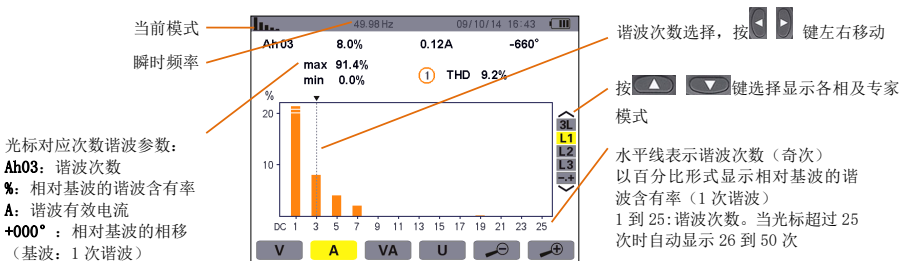 当前模式
瞬时频率
光标对应次数谐波参数:
Ah03: 谐波次数
%: 相对基波的谐波含有率
A: 谐波有效电流
+000°: 相对基波的相移
(基波: 1 次谐波)
49.98 Hz 09/10/14 16:43
Ah03 8.0% 0.12A -660°
max 91.4%
min 0.0%
1 THD 9.2%
%
20
10
DC 1 3 5 7 9 11 13 15 17 19 21 23 25
3L
L1
L2
L3
-.+
V A VA U
谐波次数选择，按 键左右移动
按 键选择显示各相及专家
模式
水平线表示谐波次数（奇次）
以百分比形式显示相对基波的谐
波含有率（1 次谐波）
1 到 25:谐波次数。当光标超过 25
次时自动显示 26 到 50 次